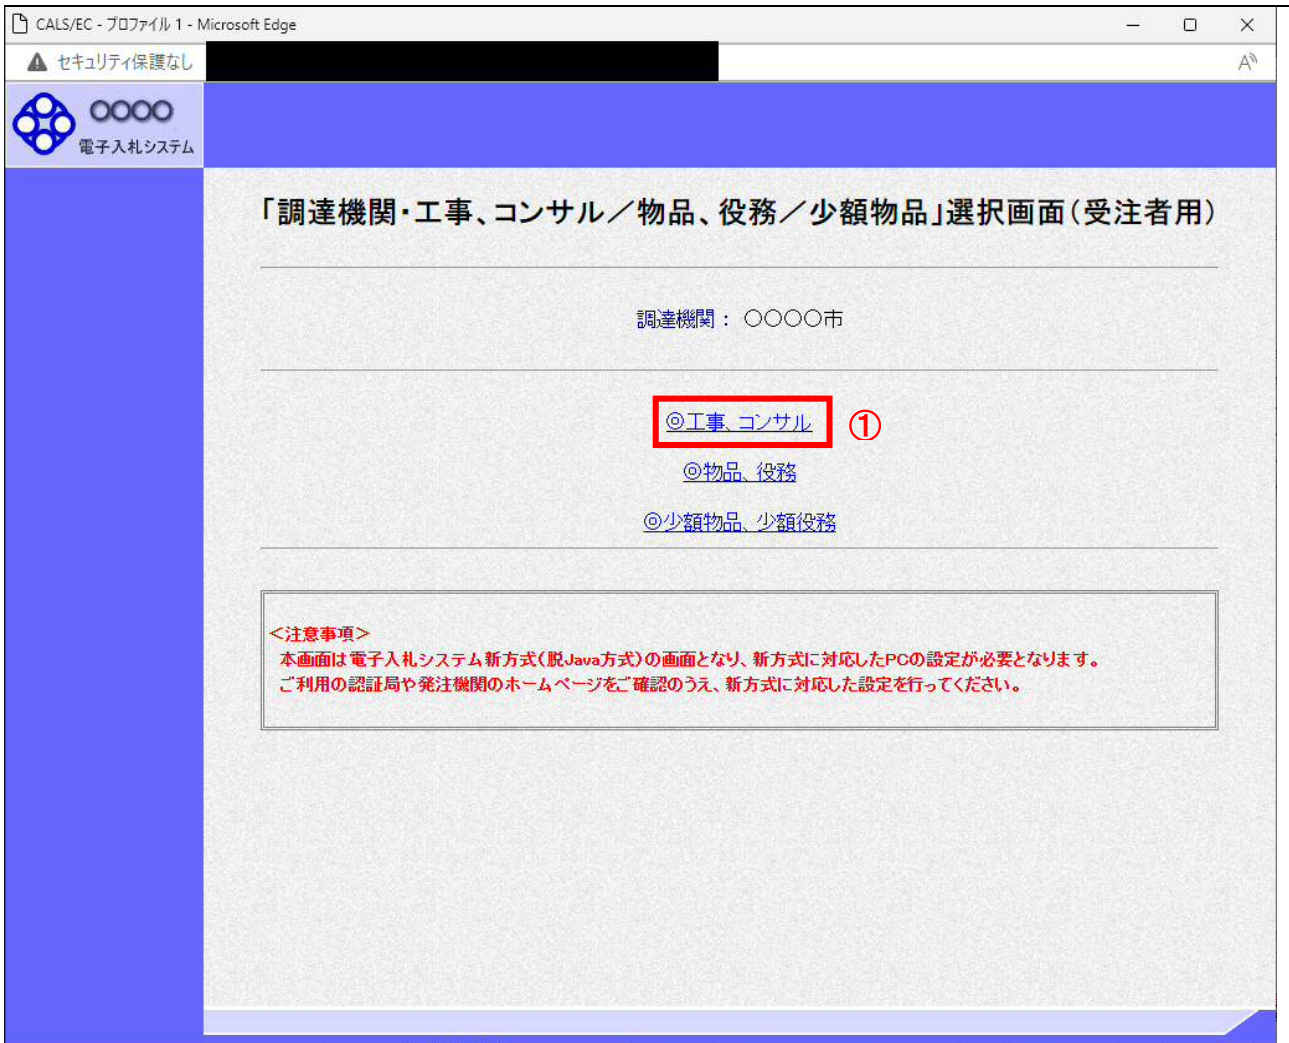 CALS/EC - プロファイル 1 - Microsoft Edge
セキュリティ保護なし
A
○○○○
電子入札システム
「調達機関・工事、コンサル／物品、役務／少額物品」選択画面（受注者用）
調達機関： ○○○○市
◎工事、コンサル ①
◎物品、役務
◎少額物品、少額役務
＜注意事項＞
本画面は電子入札システム新方式（脱Java方式）の画面となり、新方式に対応したPCの設定が必要となります。
ご利用の認証局や発注機関のホームページをご確認のうえ、新方式に対応した設定を行ってください。